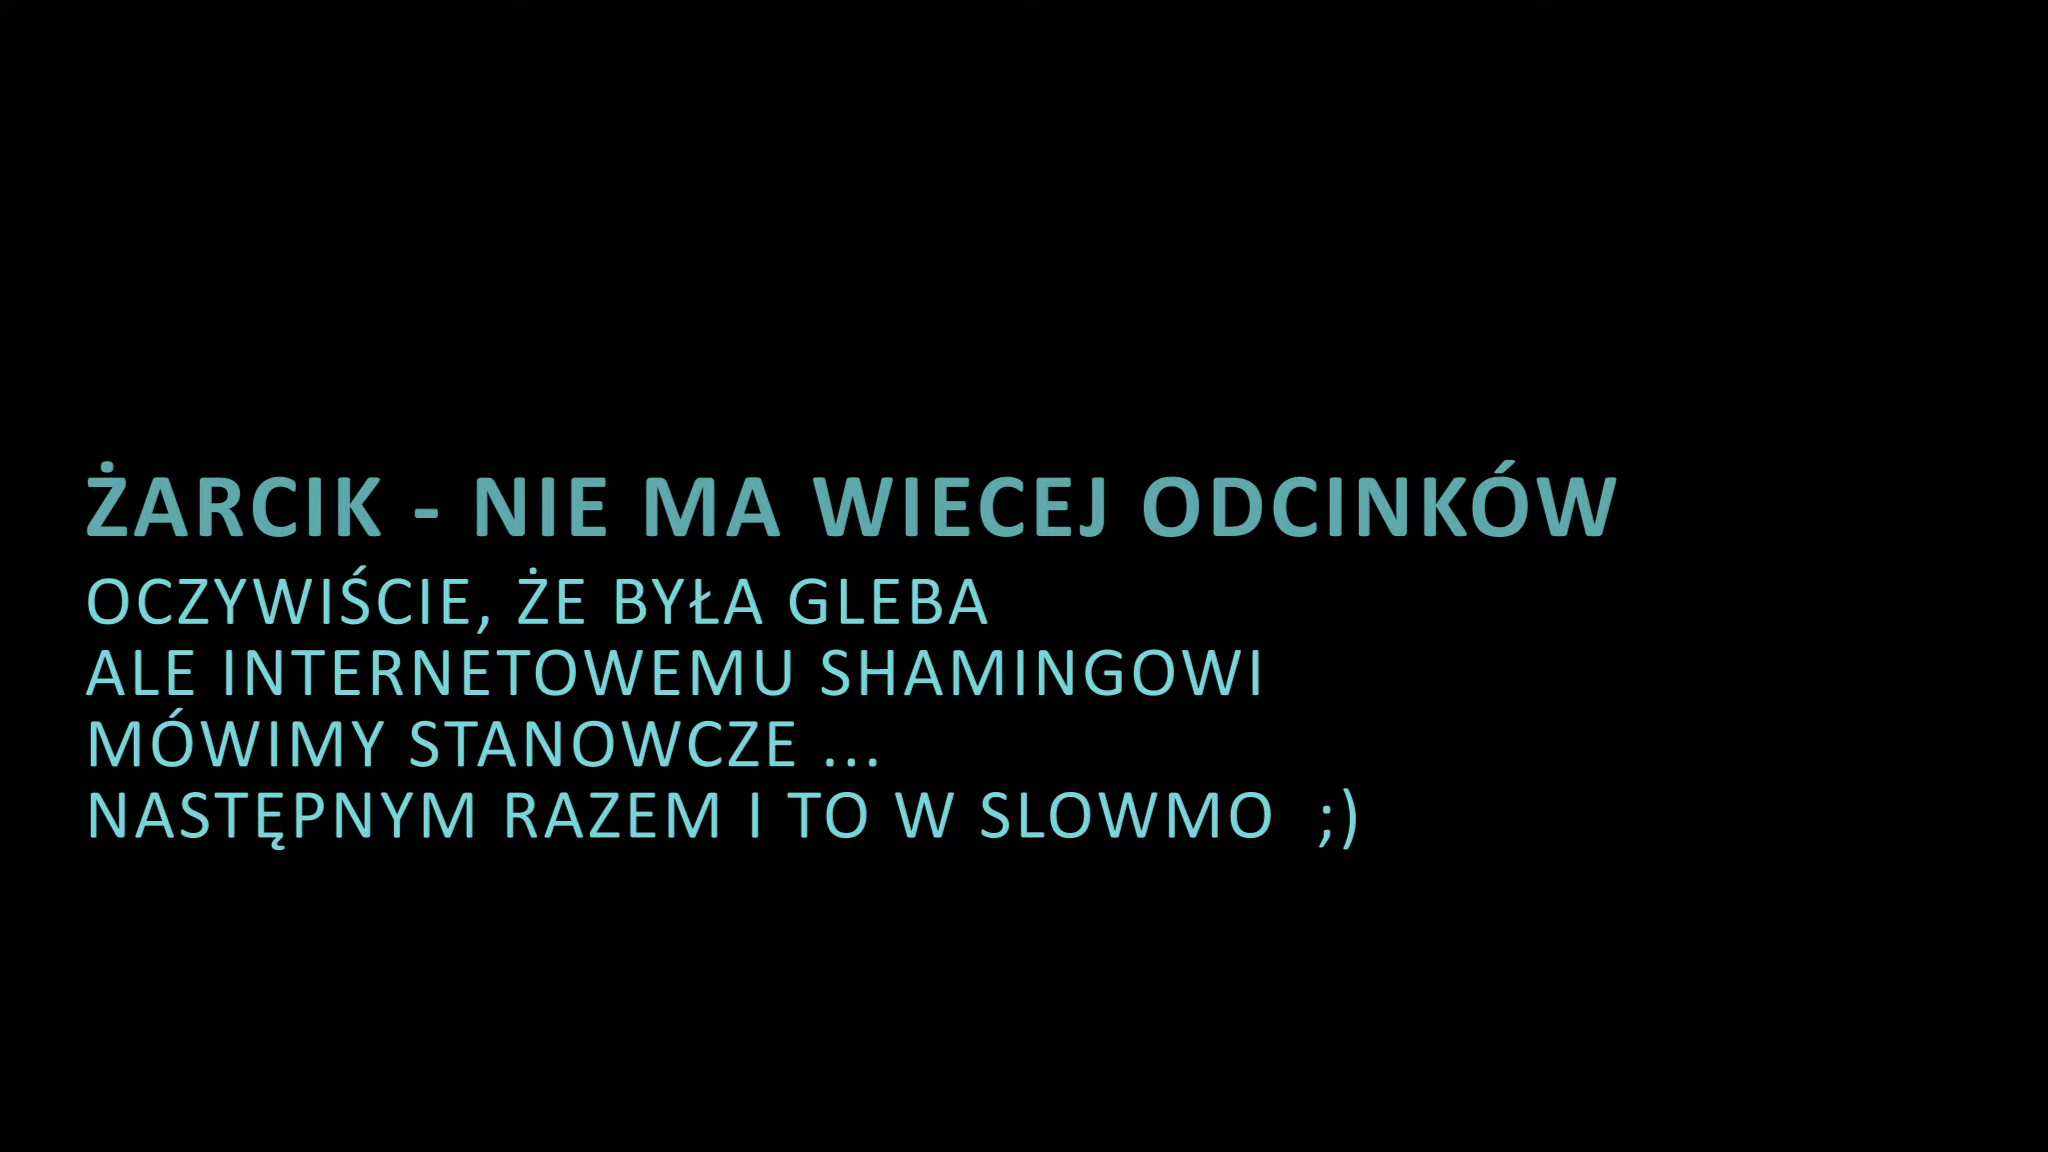 ŻARCIK - NIE MA WIECEJ ODCINKÓW
OCZYWIŚCIE, ŻE BYŁA GLEBA
ALE INTERNETOWEMU SHAMINGOWI
MÓWIMY STANOWCZE ...
NASTĘPNYM RAZEM I TO W SLOWMO ;)